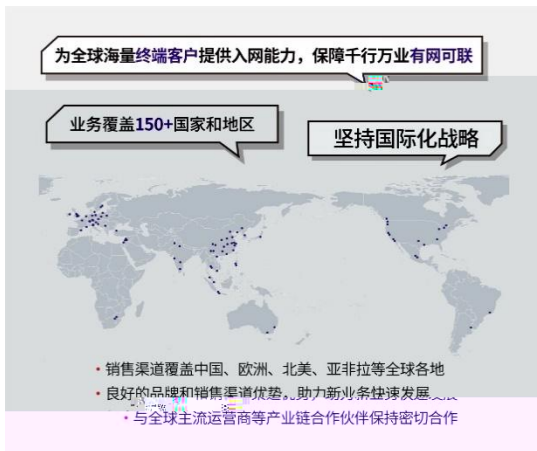 为全球海量终端客户提供入网能力，保障千行万业有网可联
业务覆盖150+国家和地区
坚持国际化战略
• 销售渠道覆盖中国、欧洲、北美、亚非拉等全球各地
• 良好的品牌和销售渠道优势，助力新业务快速发展
• 与全球主流运营商等产业链合作伙伴保持密切合作